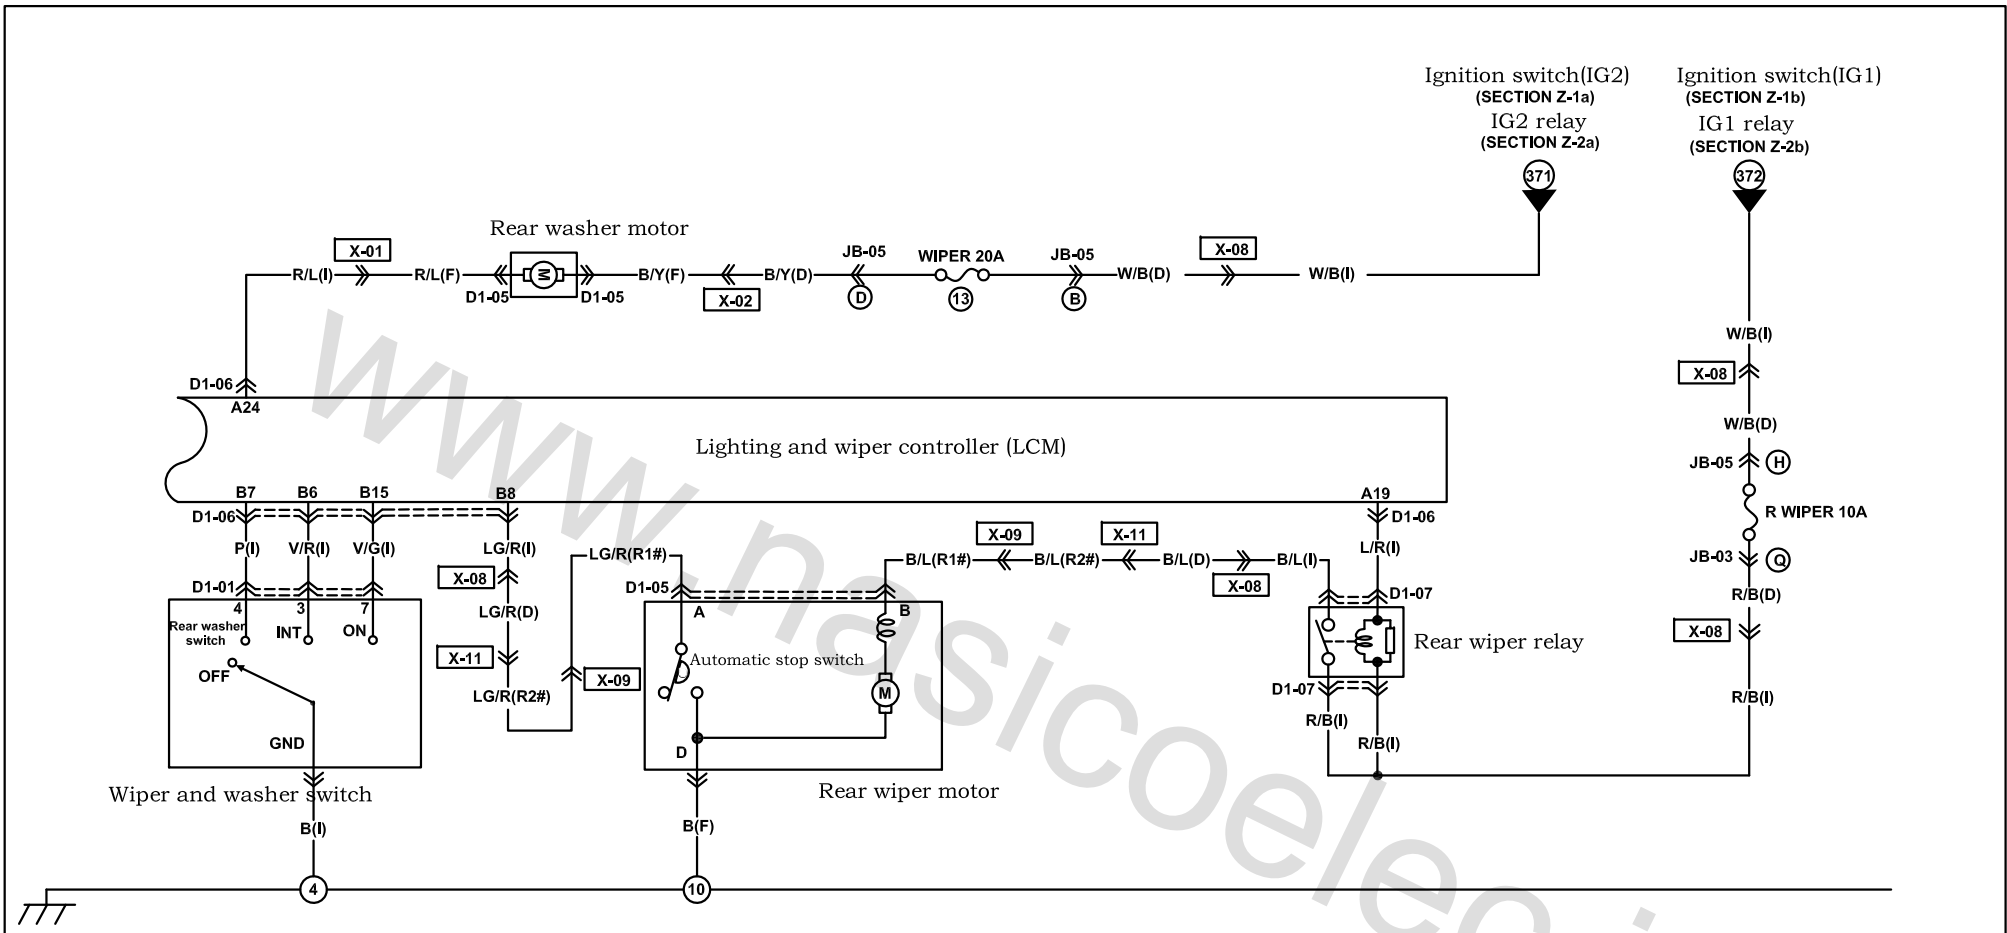 Ignition switch(IG2)
(SECTION Z-1a)
IG2 relay
(SECTION Z-2a)
371
Ignition switch(IG1)
(SECTION Z-1b)
IG1 relay
(SECTION Z-2b)
372
Rear washer motor
X-01
JB-05
WIPER 20A
JB-05
X-08
R/L(I)
R/L(F)
M
B/Y(F)
B/Y(D)
W/B(D)
W/B(I)
D1-05
D1-05
X-02
D
13
B
W/B(I)
X-08
D1-06
A24
W/B(D)
Lighting and wiper controller (LCM)
JB-05
H
B7
B6
B15
B8
A19
D1-06
D1-06
R WIPER 10A
P(I)
V/R(I)
V/G(I)
LG/R(I)
LG/R(R1#)
X-09
X-11
L/R(I)
B/L(R1#)
B/L(R2#)
B/L(D)
B/L(I)
JB-03
Q
X-08
X-08
D1-01
D1-05
D1-07
R/B(D)
4
3
7
LG/R(D)
A
B
Rear washer
switch
INT
ON
X-08
Rear wiper relay
OFF
X-11
Automatic stop switch
X-09
M
D1-07
LG/R(R2#)
R/B(I)
R/B(I)
R/B(I)
GND
D
Wiper and washer switch
Rear wiper motor
B(I)
B(F)
4
10
www.nasicoelec.i